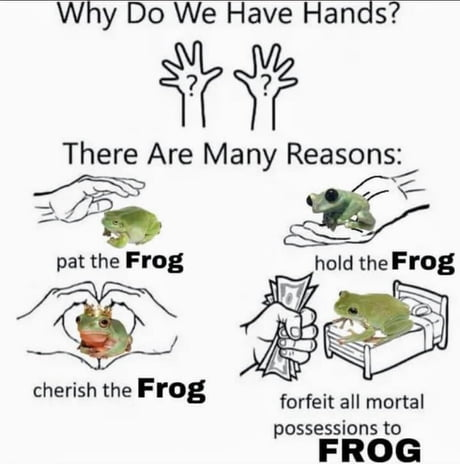 Why Do We Have Hands?
? ?
There Are Many Reasons:
pat the Frog
hold the Frog
cherish the Frog
forfeit all mortal
possessions to
FROG